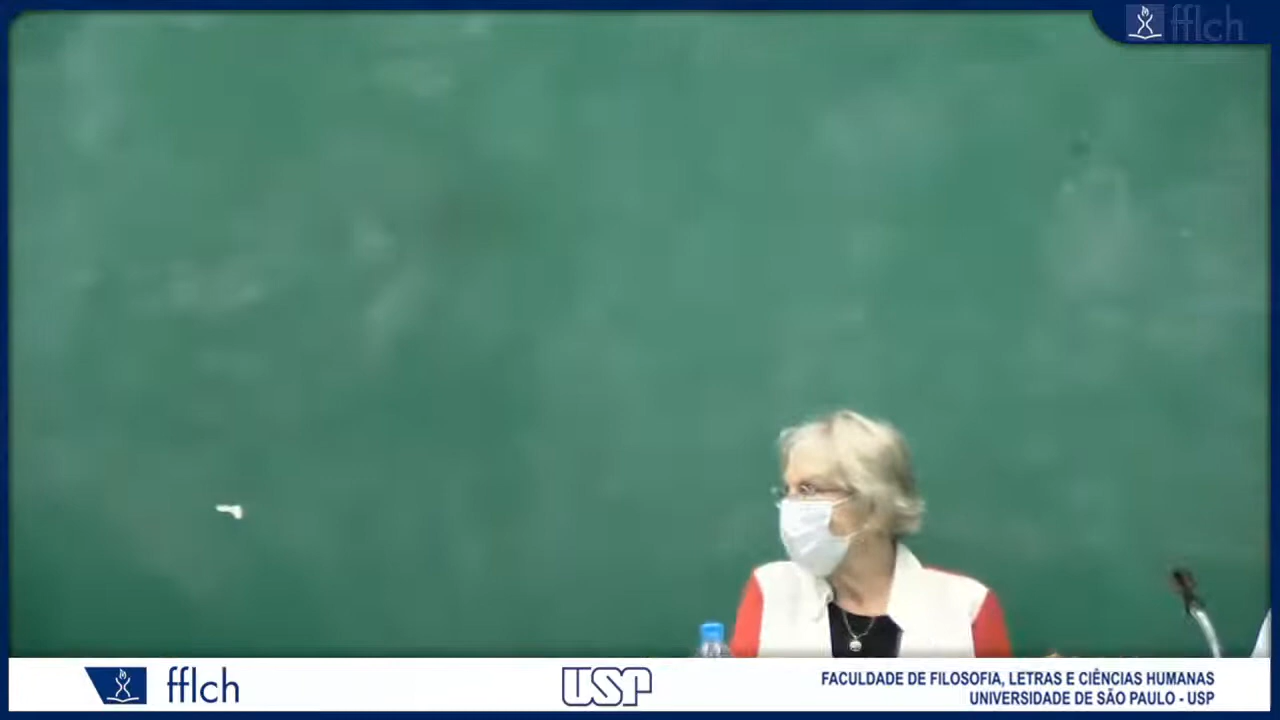 fflch
fflch
USP
FACULDADE DE FILOSOFIA, LETRAS E CIÊNCIAS HUMANAS
UNIVERSIDADE DE SÃO PAULO - USP